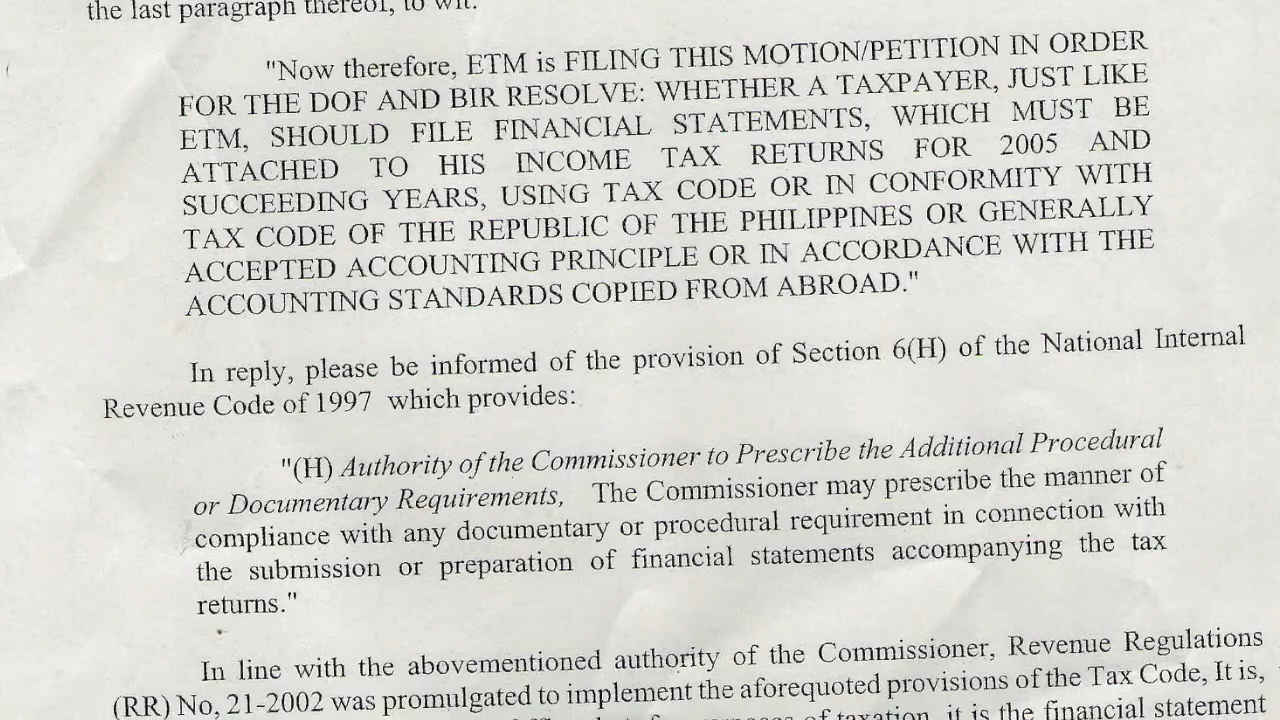 the last paragraph thereof, to wit:
"Now therefore, ETM is FILING THIS MOTION/PETITION IN ORDER
FOR THE DOF AND BIR RESOLVE: WHETHER A TAXPAYER, JUST LIKE
ETM, SHOULD FILE FINANCIAL STATEMENTS, WHICH MUST BE
ATTACHED TO HIS INCOME TAX RETURNS FOR 2005 AND
SUCCEEDING YEARS, USING TAX CODE OR IN CONFORMITY WITH
TAX CODE OF THE REPUBLIC OF THE PHILIPPINES OR GENERALLY
ACCEPTED ACCOUNTING PRINCIPLE OR IN ACCORDANCE WITH THE
ACCOUNTING STANDARDS COPIED FROM ABROAD."
In reply, please be informed of the provision of Section 6(H) of the National Internal
Revenue Code of 1997 which provides:
"(H) Authority of the Commissioner to Prescribe the Additional Procedural
or Documentary Requirements, The Commissioner may prescribe the manner of
compliance with any documentary or procedural requirement in connection with
the submission or preparation of financial statements accompanying the tax
returns."
In line with the abovementioned authority of the Commissioner, Revenue Regulations
(RR) No, 21-2002 was promulgated to implement the aforequoted provisions of the Tax Code, It is,
purposes of taxation, it is the financial statement